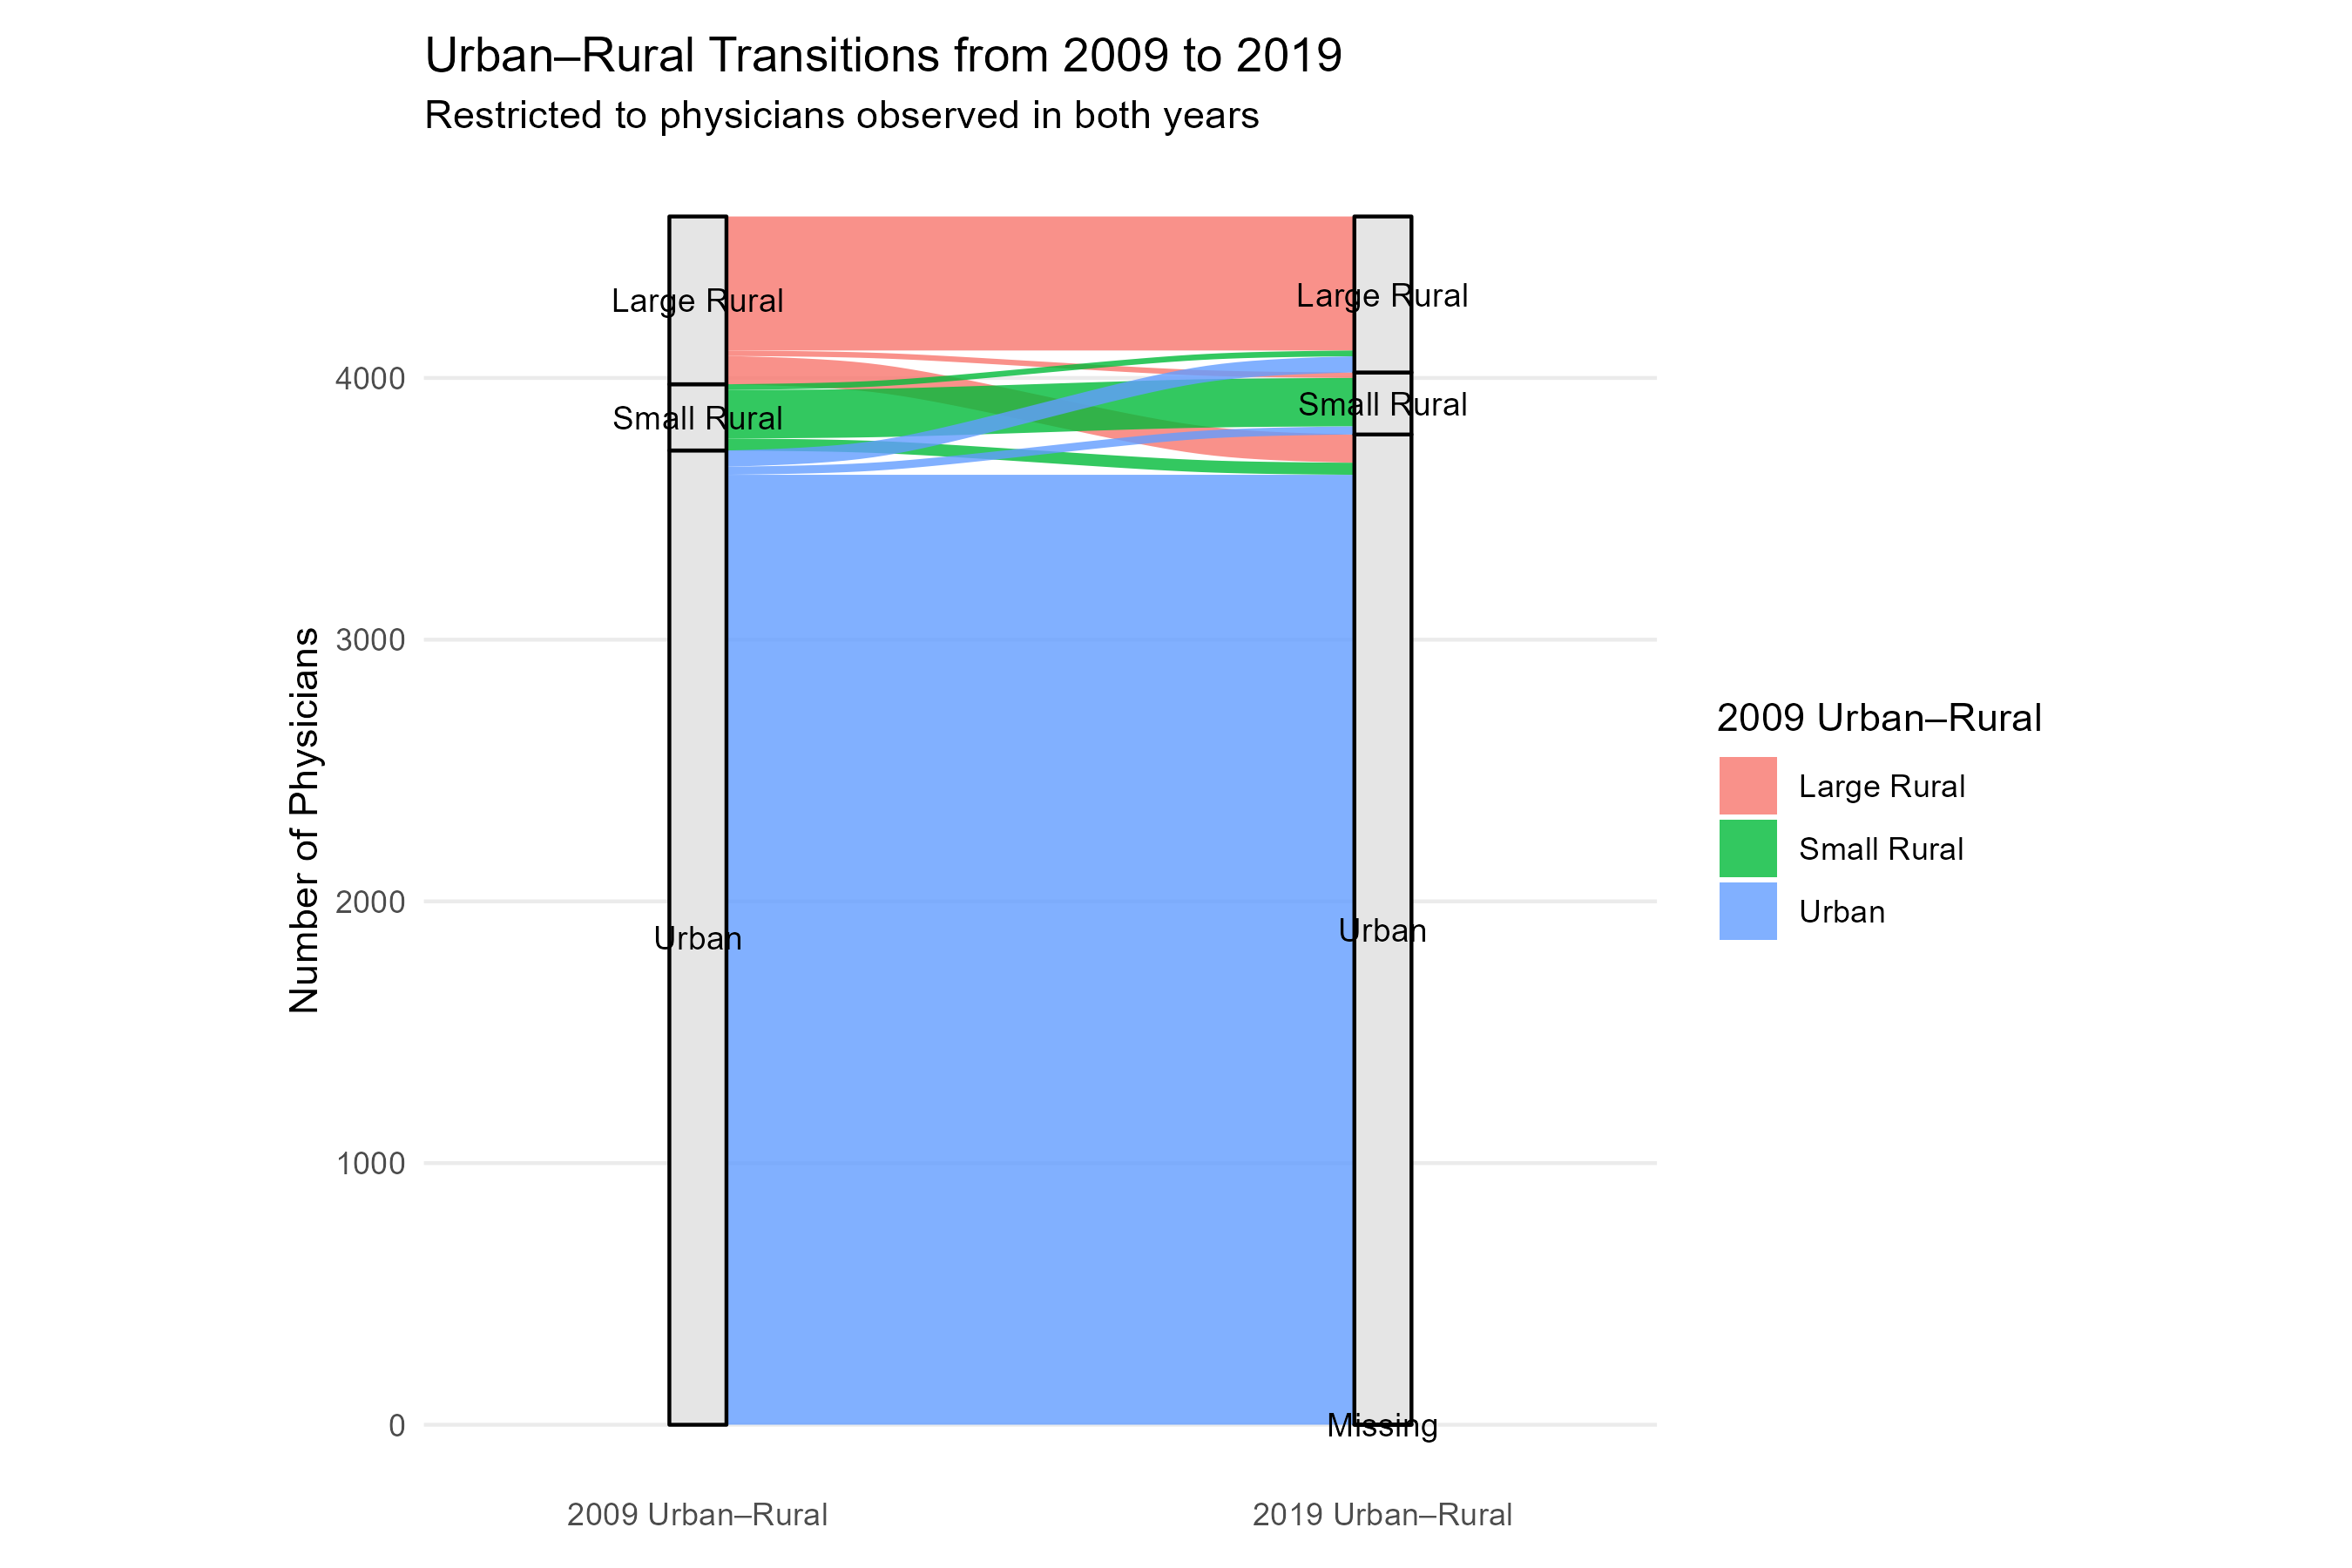 Urban–Rural Transitions from 2009 to 2019
Restricted to physicians observed in both years
Number of Physicians
4000
3000
2000
1000
0
Large Rural
Small Rural
Urban
Large Rural
Small Rural
Urban
Missing
2009 Urban–Rural
2019 Urban–Rural
2009 Urban–Rural
Large Rural
Small Rural
Urban